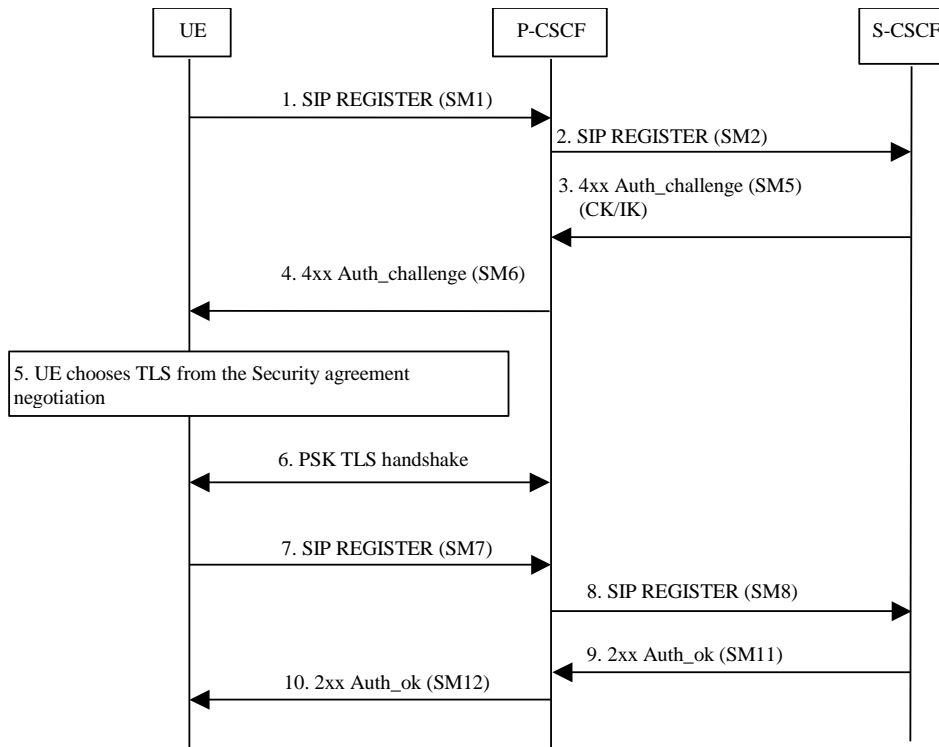 UE
P-CSCF
S-CSCF
1. SIP REGISTER (SM1)
2. SIP REGISTER (SM2)
3. 4xx Auth_challenge (SM5)
(CK/IK)
4. 4xx Auth_challenge (SM6)
5. UE chooses TLS from the Security agreement
negotiation
6. PSK TLS handshake
7. SIP REGISTER (SM7)
8. SIP REGISTER (SM8)
9. 2xx Auth_ok (SM11)
10. 2xx Auth_ok (SM12)